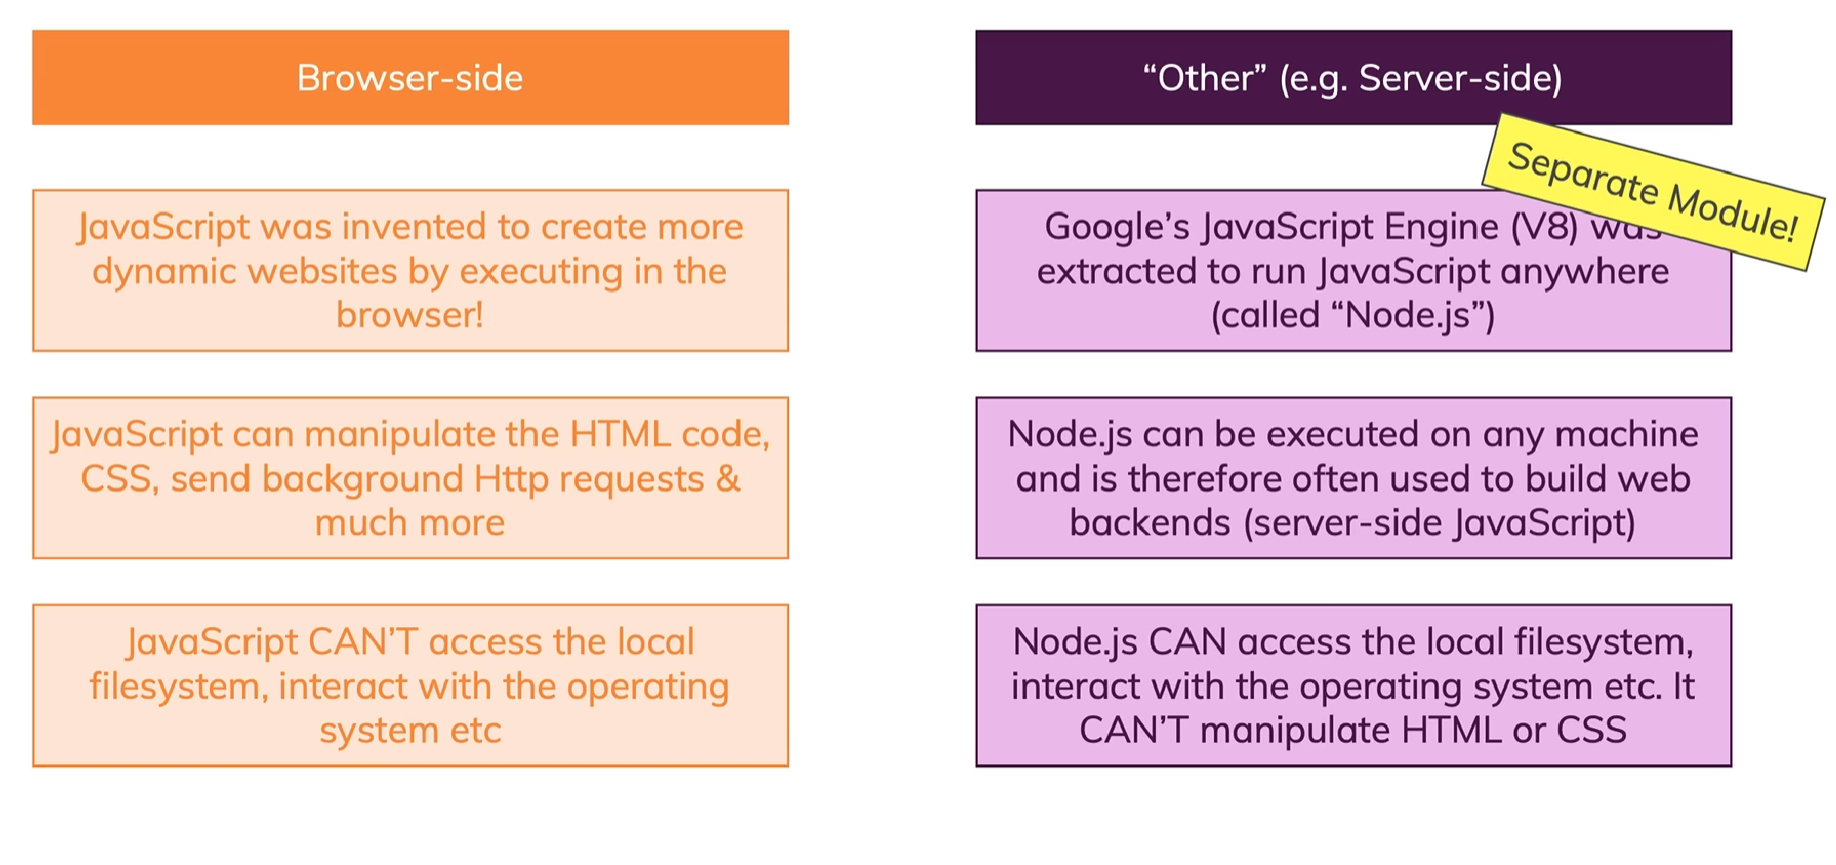 Browser-side
JavaScript was invented to create more
dynamic websites by executing in the
browser!
JavaScript can manipulate the HTML code,
CSS, send background Http requests &
much more
JavaScript CAN’T access the local
filesystem, interact with the operating
system etc
“Other” (e.g. Server-side)
Separate Module!
Google’s JavaScript Engine (V8) was
extracted to run JavaScript anywhere
(called “Node.js”)
Node.js can be executed on any machine
and is therefore often used to build web
backends (server-side JavaScript)
Node.js CAN access the local filesystem,
interact with the operating system etc. It
CAN’T manipulate HTML or CSS